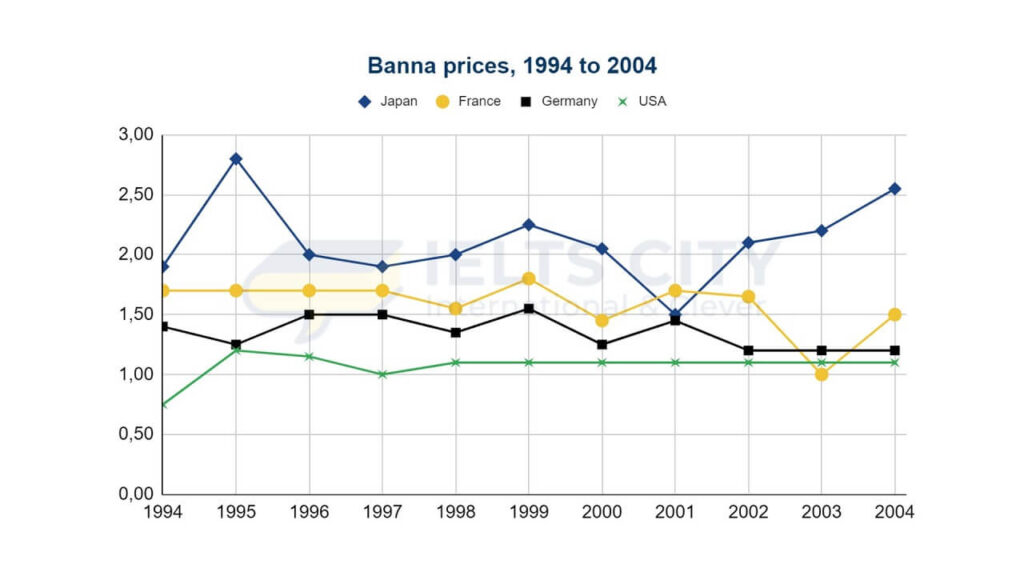 Banna prices, 1994 to 2004
Japan France Germany USA
3,00
2,50
2,00
1,50
1,00
0,50
0,00
1994 1995 1996 1997 1998 1999 2000 2001 2002 2003 2004
IELTS CITY
International &